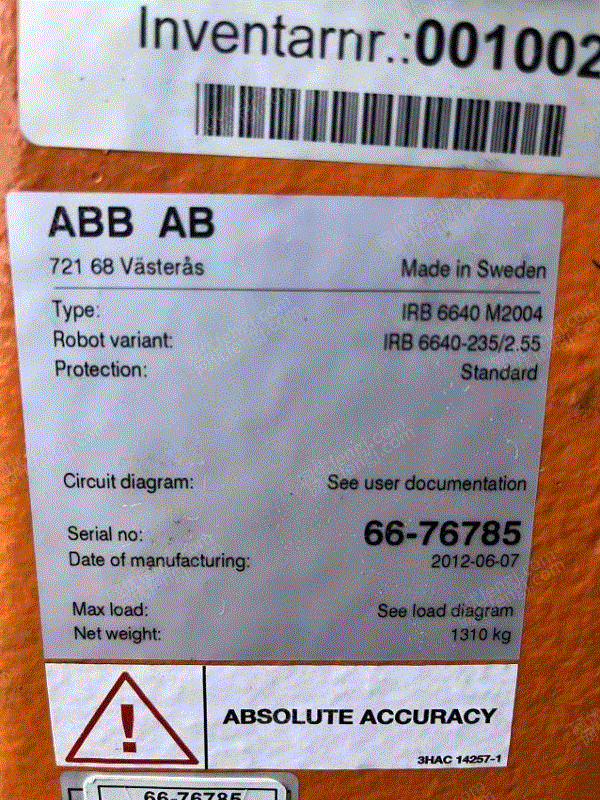 Inventarnr.:001002
ABB AB
721 68 Västerås
Made in Sweden
Type: IRB 6640 M2004
Robot variant: IRB 6640-235/2.55
Protection: Standard
Circuit diagram: See user documentation
Serial no: 66-76785
Date of manufacturing: 2012-06-07
Max load: See load diagram
Net weight: 1310 kg
ABSOLUTE ACCURACY
3HAC 14257-1
66-76785